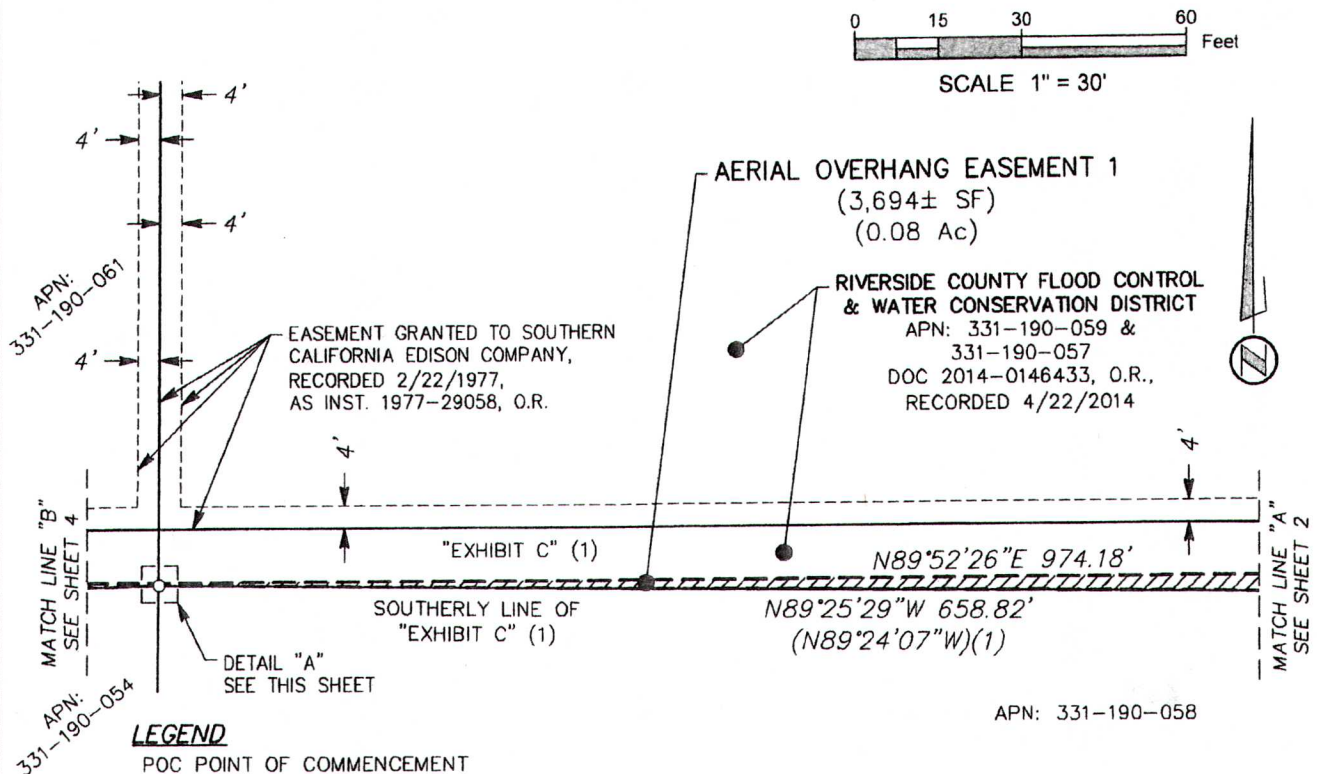 0 15 30 60
Feet
SCALE 1" = 30'
4'
4'
4'
4'
APN:
331-190-061
AERIAL OVERHANG EASEMENT 1
(3,694± SF)
(0.08 Ac)
RIVERSIDE COUNTY FLOOD CONTROL
& WATER CONSERVATION DISTRICT
APN: 331-190-059 &
331-190-057
DOC 2014-0146433, O.R.,
RECORDED 4/22/2014
N
EASEMENT GRANTED TO SOUTHERN
CALIFORNIA EDISON COMPANY,
RECORDED 2/22/1977,
AS INST. 1977-29058, O.R.
4'
4'
MATCH LINE "B"
SEE SHEET 4
"EXHIBIT C" (1)
N89°52'26"E 974.18'
SOUTHERLY LINE OF
"EXHIBIT C" (1)
N89°25'29"W 658.82'
(N89°24'07"W)(1)
MATCH LINE "A"
SEE SHEET 2
DETAIL "A"
SEE THIS SHEET
APN:
331-190-054
APN: 331-190-058
LEGEND
POC POINT OF COMMENCEMENT